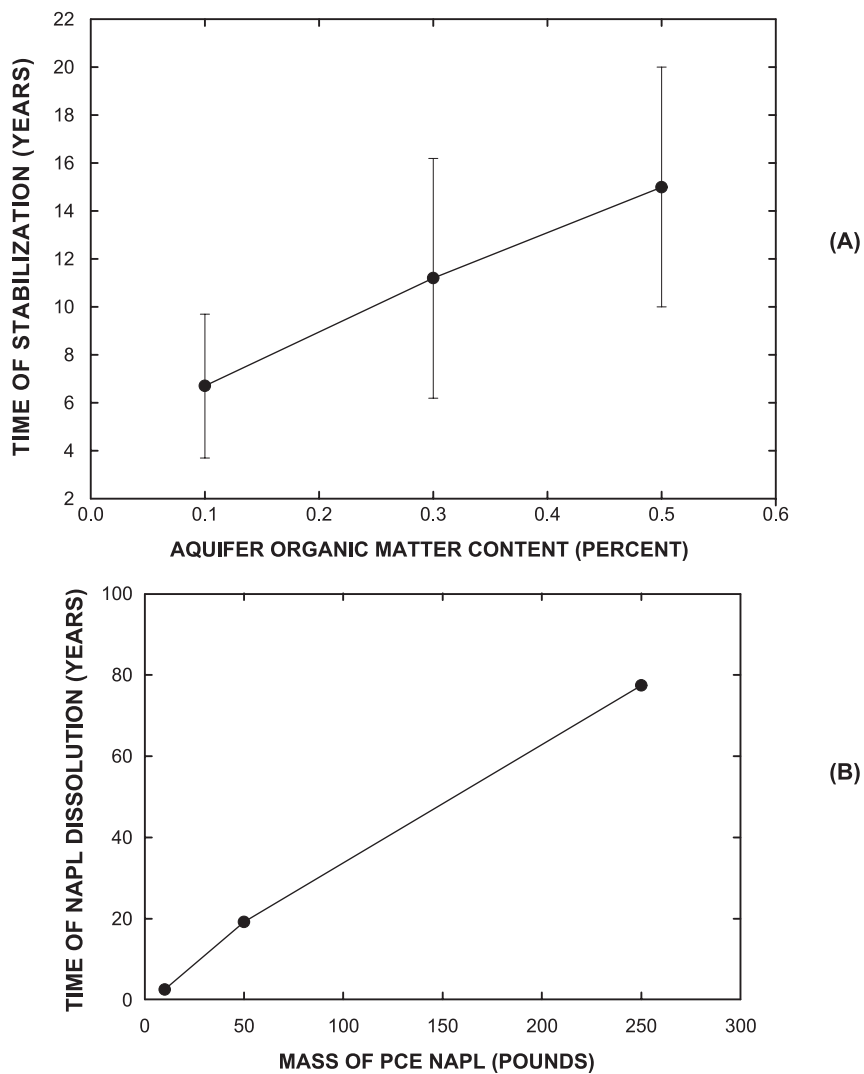 22
20
18
16
14
12
10
8
6
4
2
TIME OF STABILIZATION (YEARS)
0.0 0.1 0.2 0.3 0.4 0.5 0.6
AQUIFER ORGANIC MATTER CONTENT (PERCENT)
(A)
100
80
60
40
20
0
TIME OF NAPL DISSOLUTION (YEARS)
0 50 100 150 200 250 300
MASS OF PCE NAPL (POUNDS)
(B)